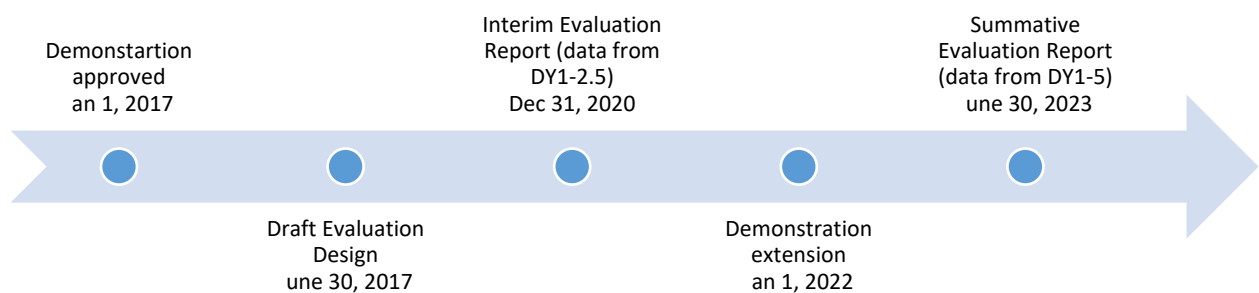 Demonstartion
approved
an 1, 2017
Draft Evaluation
Design
une 30, 2017
Interim Evaluation
Report (data from
DY1-2.5)
Dec 31, 2020
Demonstration
extension
an 1, 2022
Summative
Evaluation Report
(data from DY1-5)
une 30, 2023